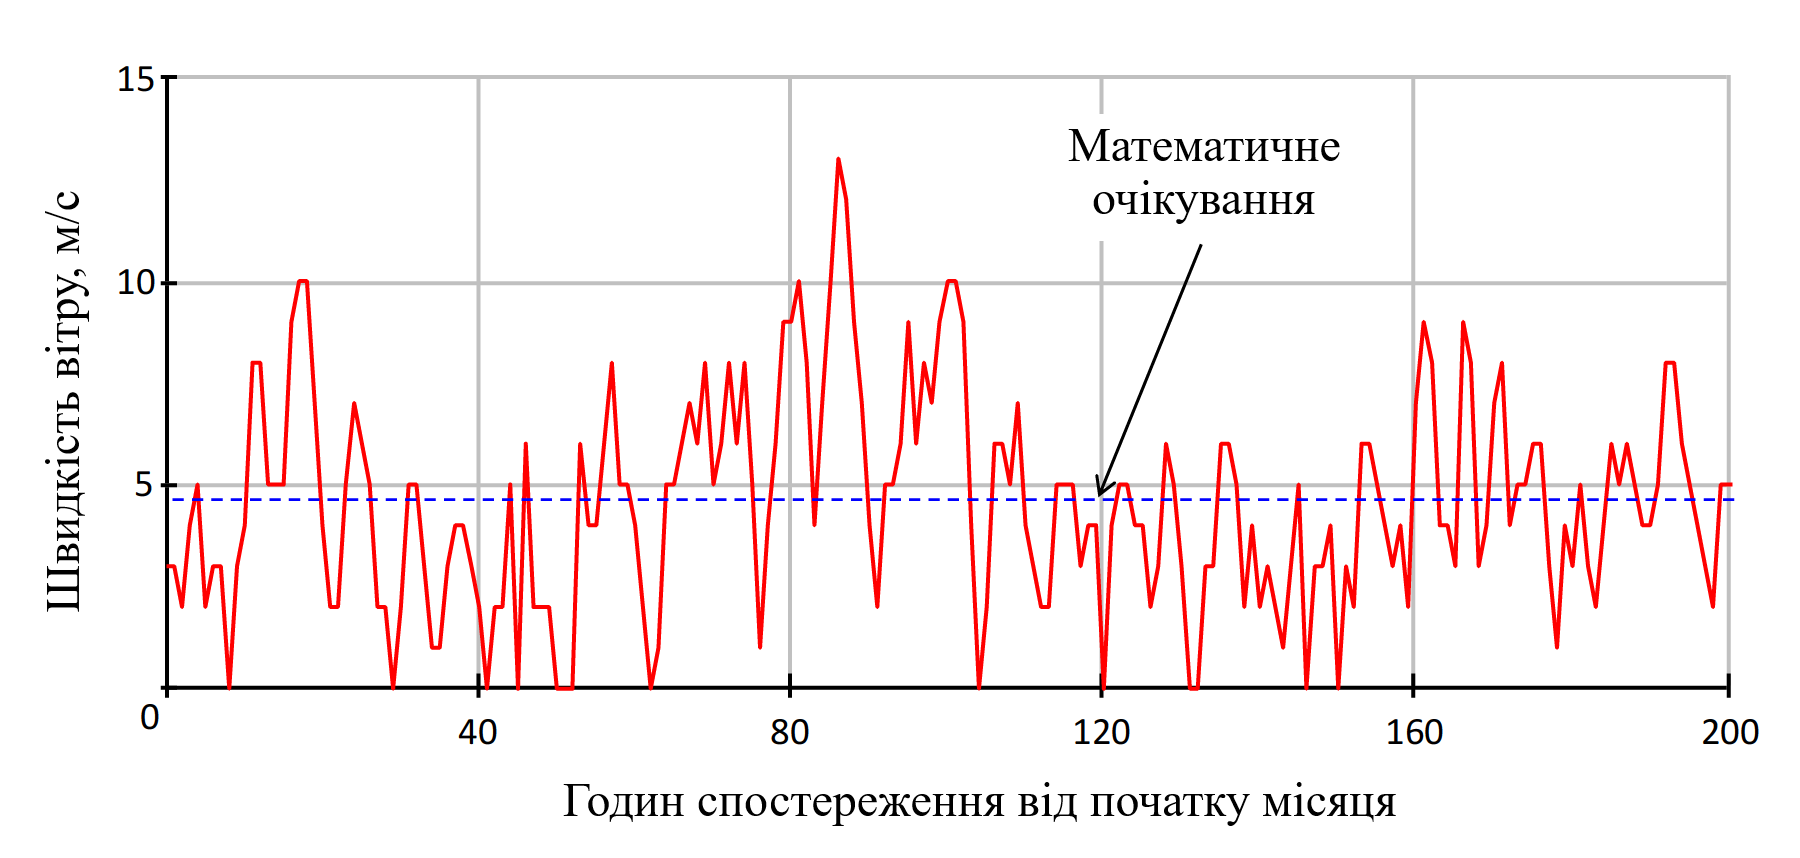 15
10
5
0
Швидкість вітру, м/с
Математичне
очікування
40 80 120 160 200
Годин спостереження від початку місяця